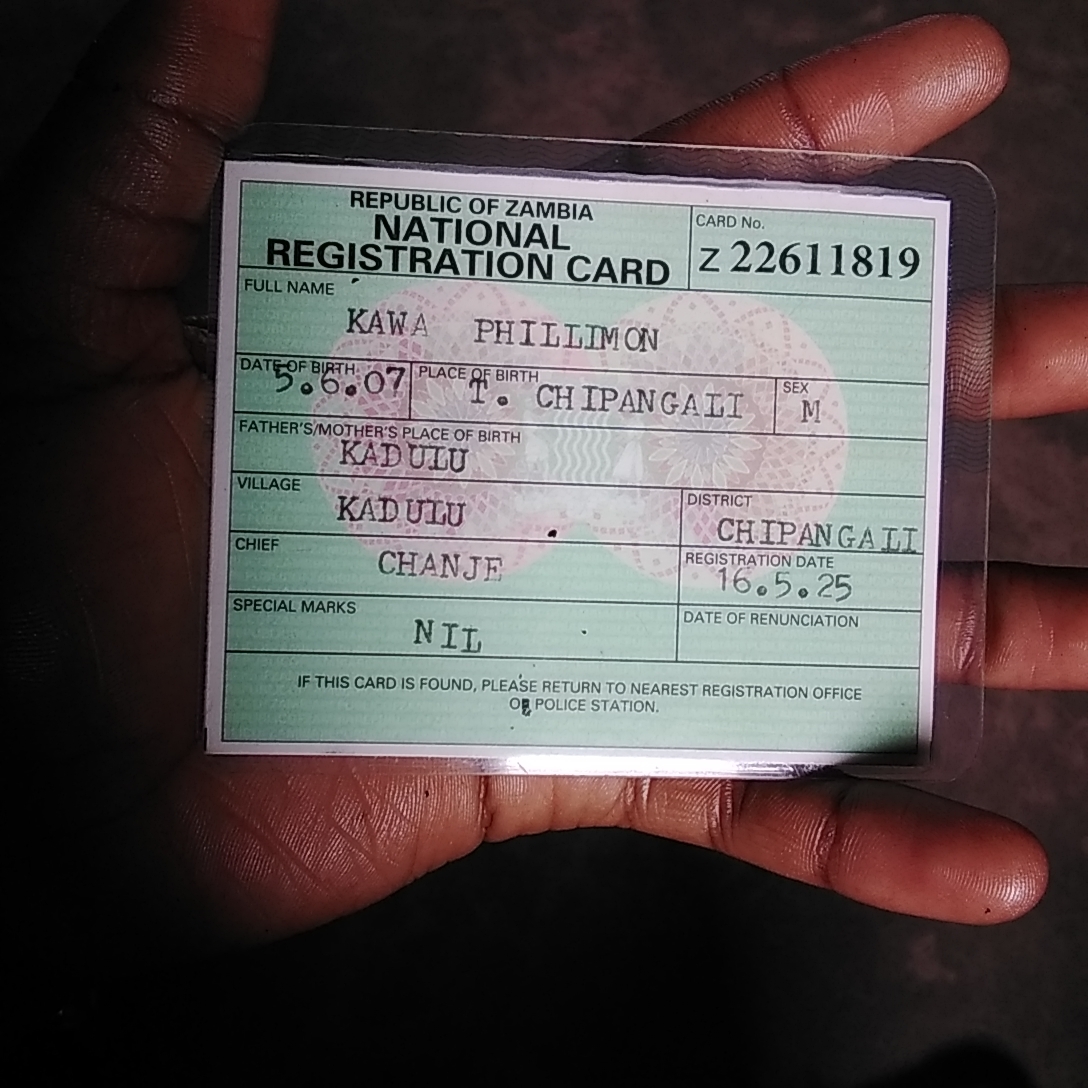 REPUBLIC OF ZAMBIA
NATIONAL
REGISTRATION CARD
CARD No.
Z 22611819
FULL NAME
KAWA PHILLIMON
DATE OF BIRTH
5.6.07
PLACE OF BIRTH
T. CHIPANGALI
SEX
M
FATHER'S/MOTHER'S PLACE OF BIRTH
KADULU
VILLAGE
KADULU
DISTRICT
CHIPANGALI
CHIEF
CHANJE
REGISTRATION DATE
16.5.25
SPECIAL MARKS
NIL
DATE OF RENUNCIATION
IF THIS CARD IS FOUND, PLEASE RETURN TO NEAREST REGISTRATION OFFICE
OR POLICE STATION.